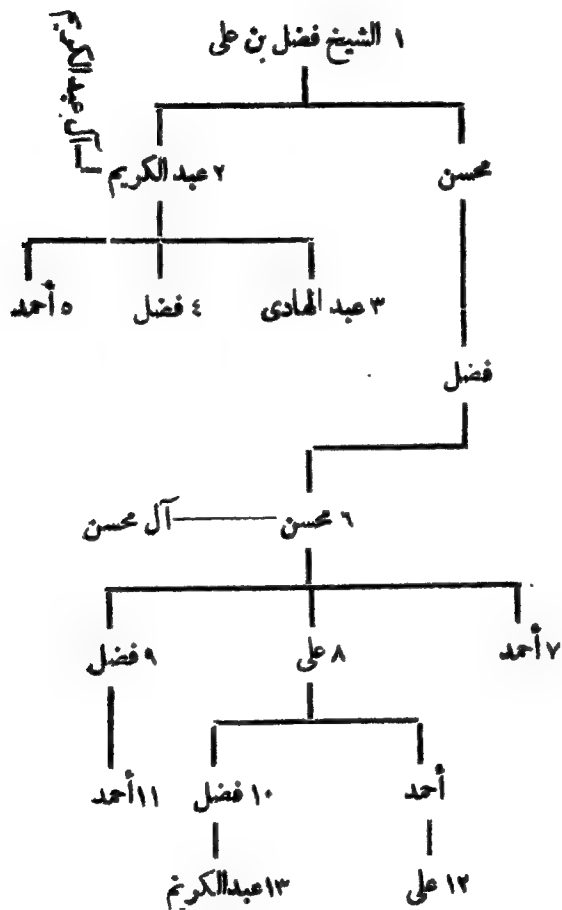 ١ الشيخ فضل بن على
آل عبد الكريم
محسن ٢ عبد الكريم
٣ عبد الهادى ٤ فضل ٥ أحمد
فضل
٦ محسن آل محسن
٧ أحمد ٨ على ٩ فضل
أحمد ١٠ فضل ١١ أحمد
١٢ على ١٣ عبد الكريم